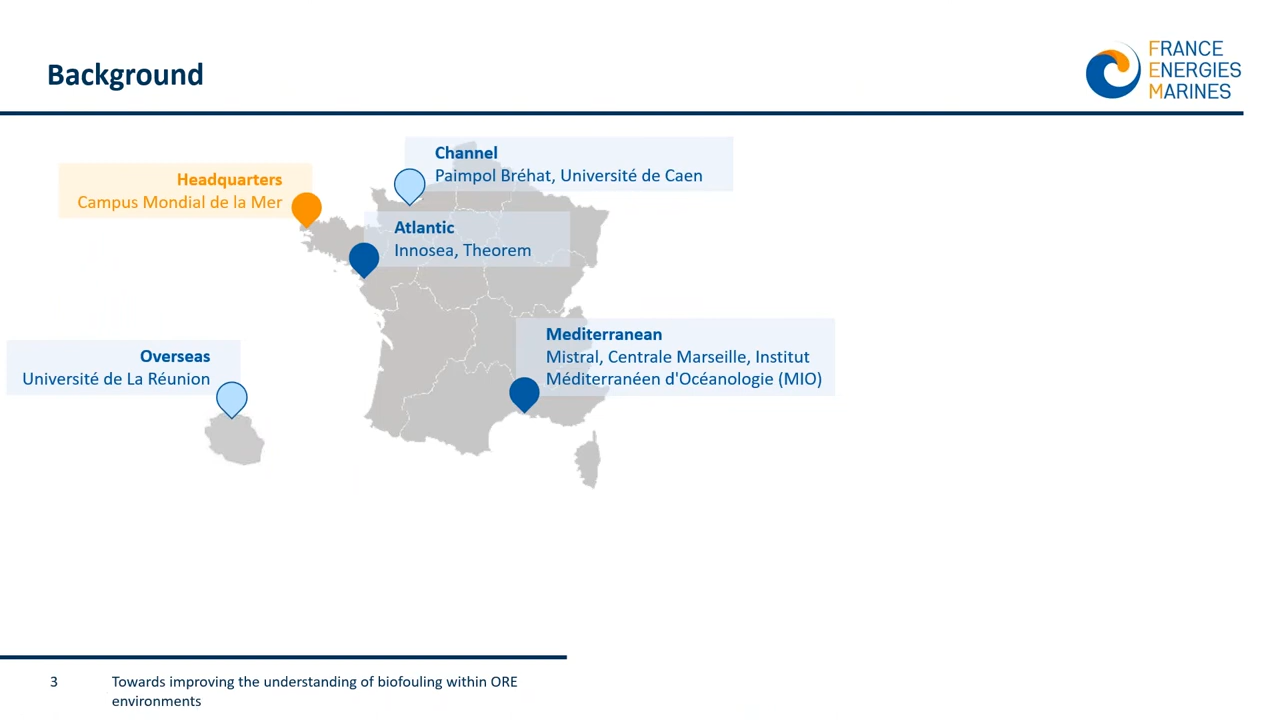 Background
FRANCE
ENERGIES
MARINES
Channel
Paimpol Bréhat, Université de Caen
Headquarters
Campus Mondial de la Mer
Atlantic
Innosea, Theorem
Mediterranean
Mistral, Centrale Marseille, Institut
Méditerranéen d'Océanologie (MIO)
Overseas
Université de La Réunion
3
Towards improving the understanding of biofouling within ORE
environments